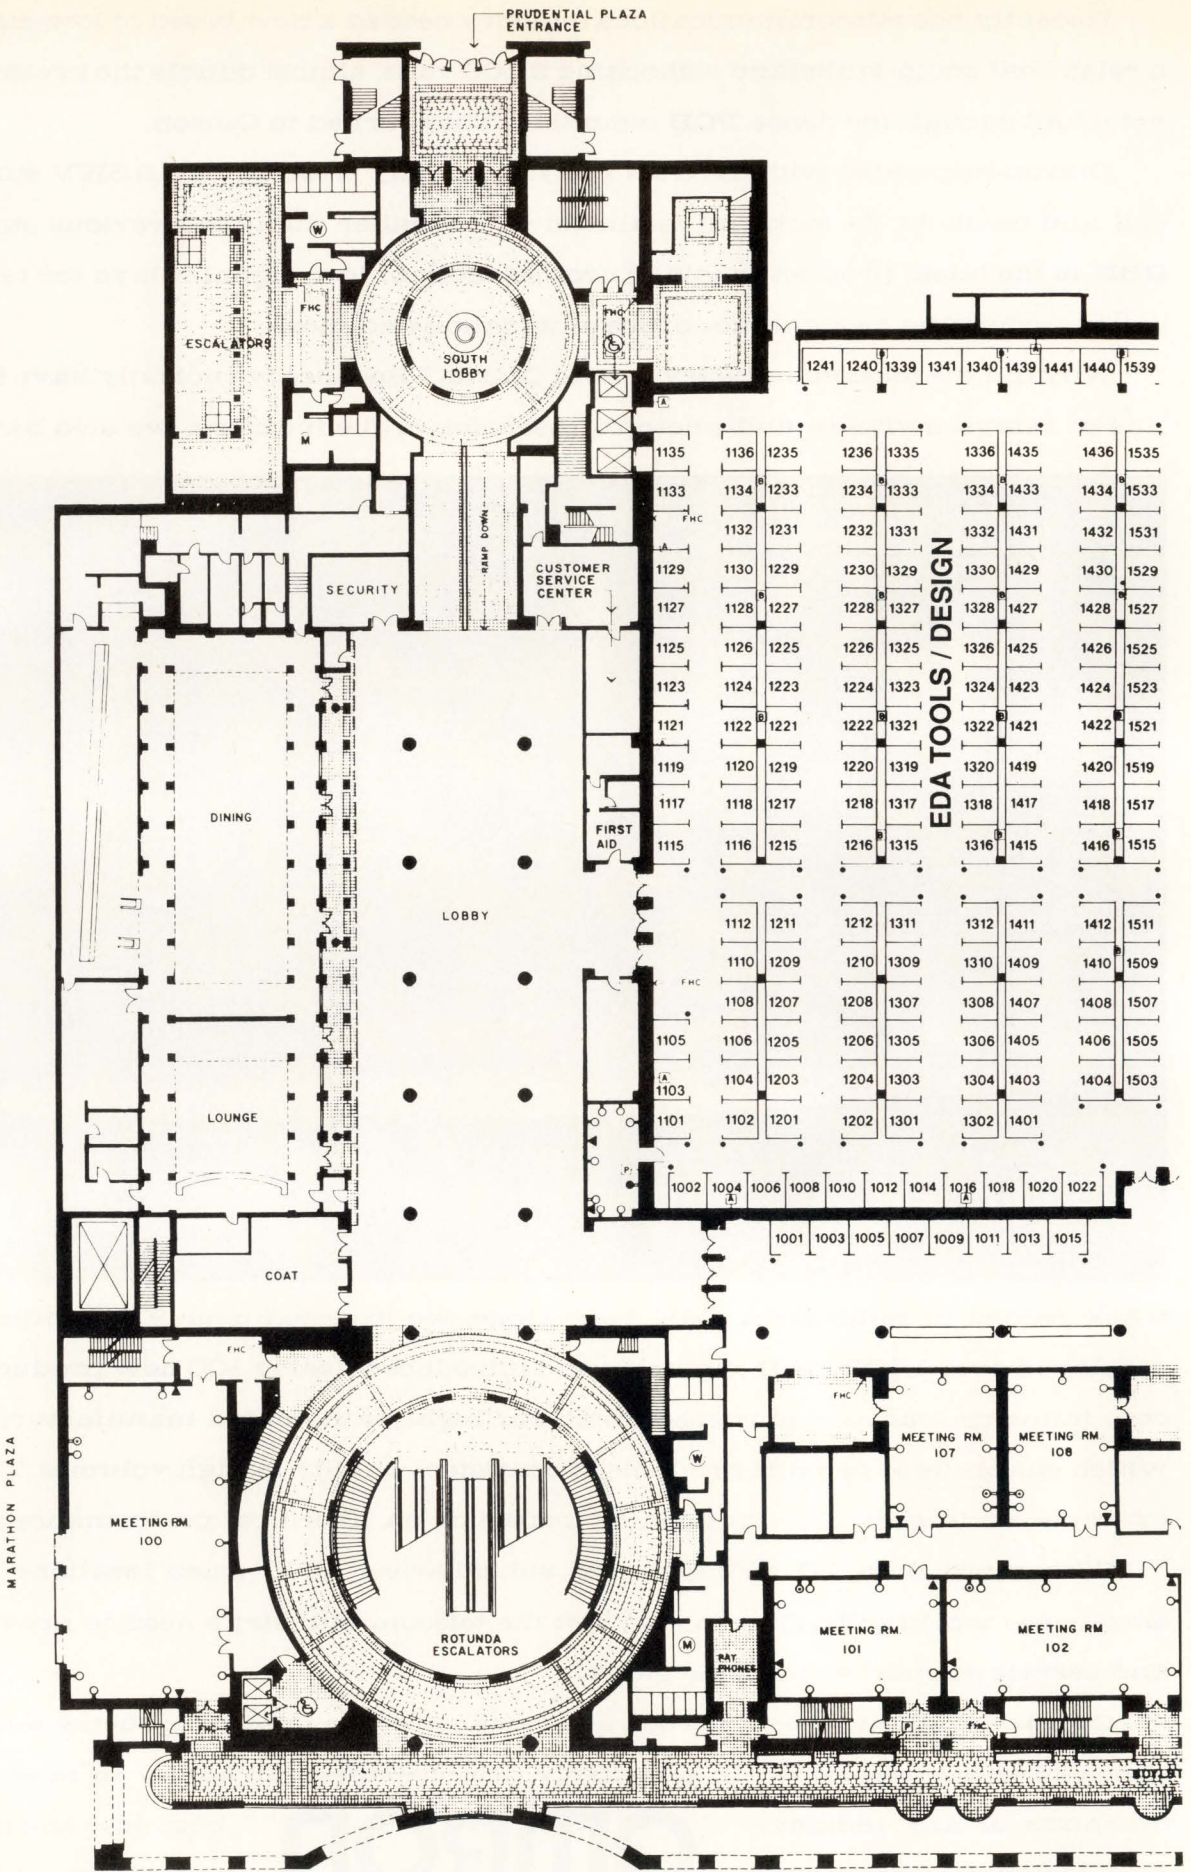 PRUDENTIAL PLAZA
ENTRANCE
W
FHC
FHC
ESCALATORS
SOUTH
LOBBY
M
A
1241 1240 1339 1341 1340 1439 1441 1440 1539
B B B
A
1135 1136 1235 1236 1335 1336 1435 1436 1535
1133 1134 1233 1234 1333 1334 1433 1434 1533
FHC
1132 1231 1232 1331 1332 1431 1432 1531
1129 1130 1229 1230 1329 1330 1429 1430 1529
1127 1128 1227 1228 1327 1328 1427 1428 1527
1125 1126 1225 1226 1325 1326 1425 1426 1525
1123 1124 1223 1224 1323 1324 1423 1424 1523
1121 1122 1221 1222 1321 1322 1421 1422 1521
1119 1120 1219 1220 1319 1320 1419 1420 1519
1117 1118 1217 1218 1317 1318 1417 1418 1517
1115 1116 1215 1216 1315 1316 1415 1416 1515
EDA TOOLS / DESIGN
RAMP DOWN
SECURITY
CUSTOMER
SERVICE
CENTER
DINING
FIRST
AID
LOBBY
1112 1211 1212 1311 1312 1411 1412 1511
1110 1209 1210 1309 1310 1409 1410 1509
FHC
1108 1207 1208 1307 1308 1407 1408 1507
1105 1106 1205 1206 1305 1306 1405 1406 1505
1103 1104 1203 1204 1303 1304 1403 1404 1503
1101 1102 1201 1202 1301 1302 1401
LOUNGE
P
1002 1004 1006 1008 1010 1012 1014 1016 1018 1020 1022
A A
1001 1003 1005 1007 1009 1011 1013 1015
COAT
FHC
FHC
MARATHON PLAZA
MEETING RM.
100
W
MEETING RM.
107
MEETING RM.
108
ROTUNDA
ESCALATORS
M
PAY
PHONES
MEETING RM.
101
MEETING RM.
102
FHC
P
FHC